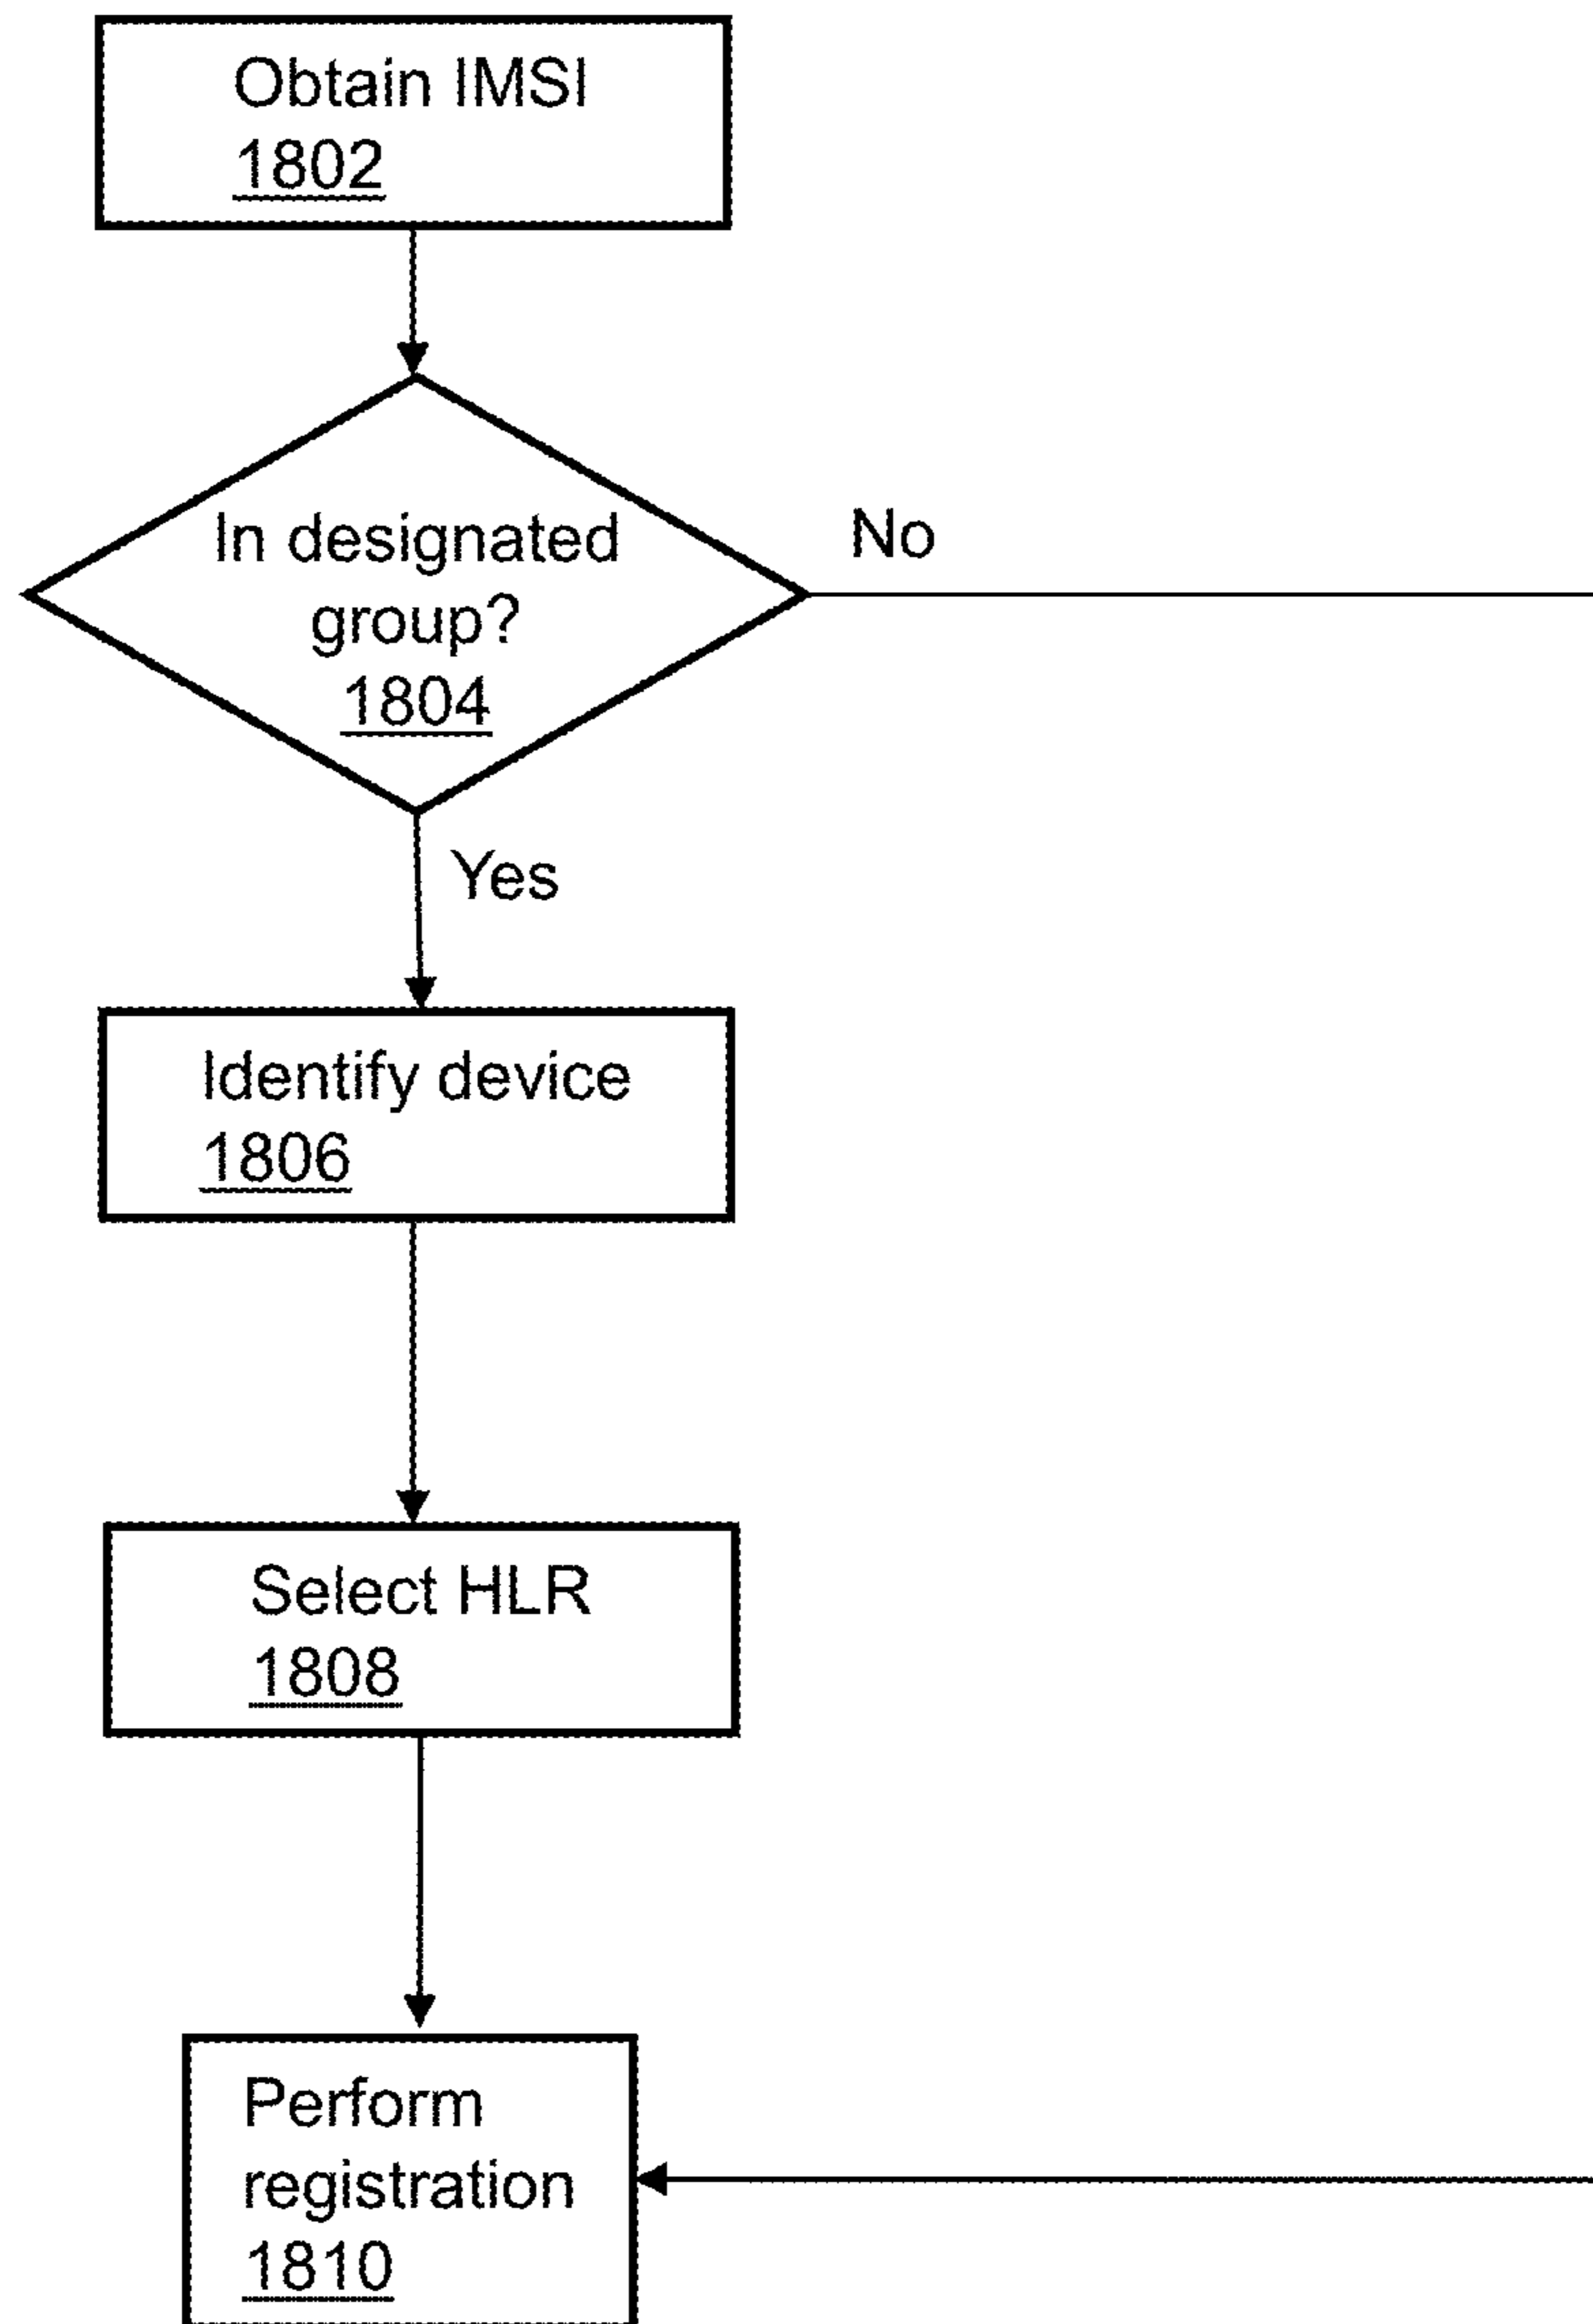 Obtain IMSI
1802
In designated
group?
1804
No
Yes
Identify device
1806
Select HLR
1808
Perform
registration
1810